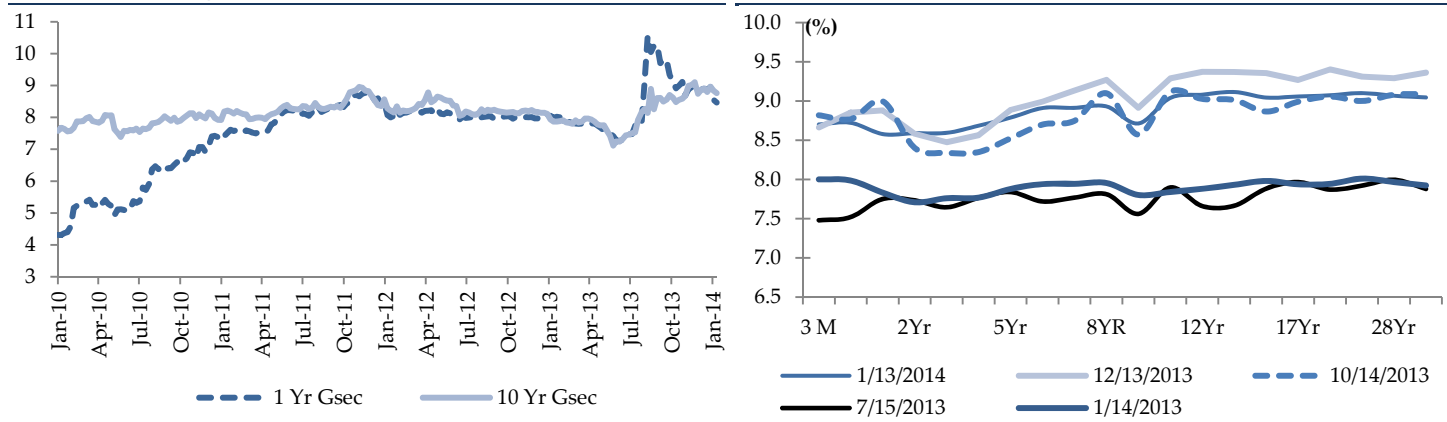 11
10
9
8
7
6
5
4
3
Jan-10
Apr-10
Jul-10
Oct-10
Jan-11
Apr-11
Jul-11
Oct-11
Jan-12
Apr-12
Jul-12
Oct-12
Jan-13
Apr-13
Jul-13
Oct-13
Jan-14
1 Yr Gsec 10 Yr Gsec
(%)
10.0
9.5
9.0
8.5
8.0
7.5
7.0
6.5
3 M 2Yr 5Yr 8YR 12Yr 17Yr 28Yr
1/13/2014 12/13/2013 10/14/2013
7/15/2013 1/14/2013